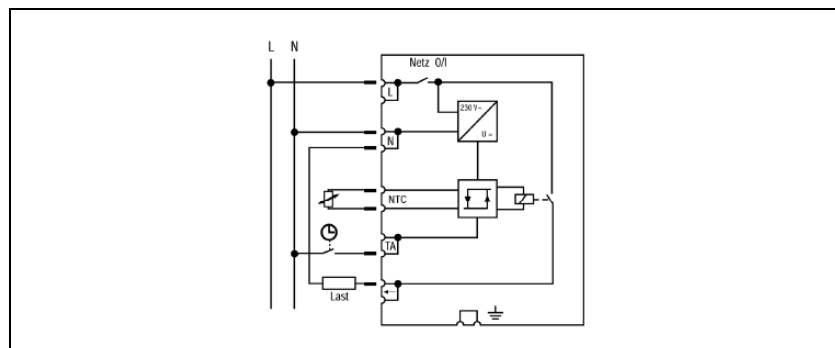 L N
Netz 0/I
L
230 V~
U =
N
NTC
TA
Last